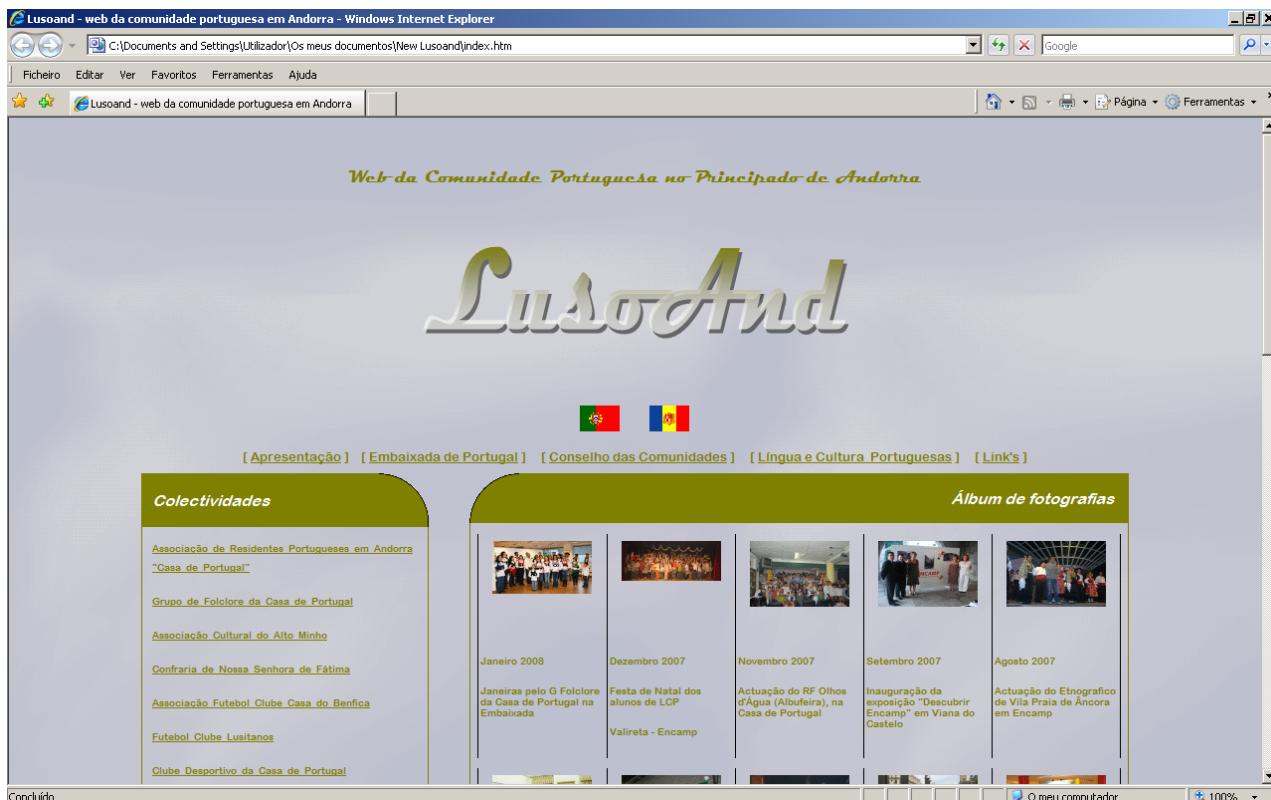 Lusoand - web da comunidade portuguesa em Andorra - Windows Internet Explorer
C:\Documents and Settings\Utilizador\Os meus documentos\New Lusoand\index.htm
Google
Ficheiro Editar Ver Favoritos Ferramentas Ajuda
Lusoand - web da comunidade portuguesa em Andorra
Página
Ferramentas
Web da Comunidade Portuguesa no Principado de Andorra
LusoAnd
[ Apresentação ] [ Embaixada de Portugal ] [ Conselho das Comunidades ] [ Língua e Cultura Portuguesas ] [ Link's ]
Colectividades
Associação de Residentes Portugueses em Andorra
"Casa de Portugal"
Grupo de Folclore da Casa de Portugal
Associação Cultural do Alto Minho
Confraria de Nossa Senhora de Fátima
Associação Futebol Clube Casa do Benfica
Futebol Clube Lusitanos
Clube Desportivo da Casa de Portugal
Álbum de fotografias
Janeiro 2008
Janeiras pelo G Folclore
da Casa de Portugal na
Embaixada
Dezembro 2007
Festa de Natal dos
alunos de LCP
Valireta - Encamp
Novembro 2007
Actuação do RF Olhos
d'Água (Albufeira), na
Casa de Portugal
Setembro 2007
Inauguração da
exposição "Descubrir
Encamp" em Viana do
Castelo
Agosto 2007
Actuação do Etnografico
de Vila Praia de Âncora
em Encamp
Concluído
O meu computador
100%